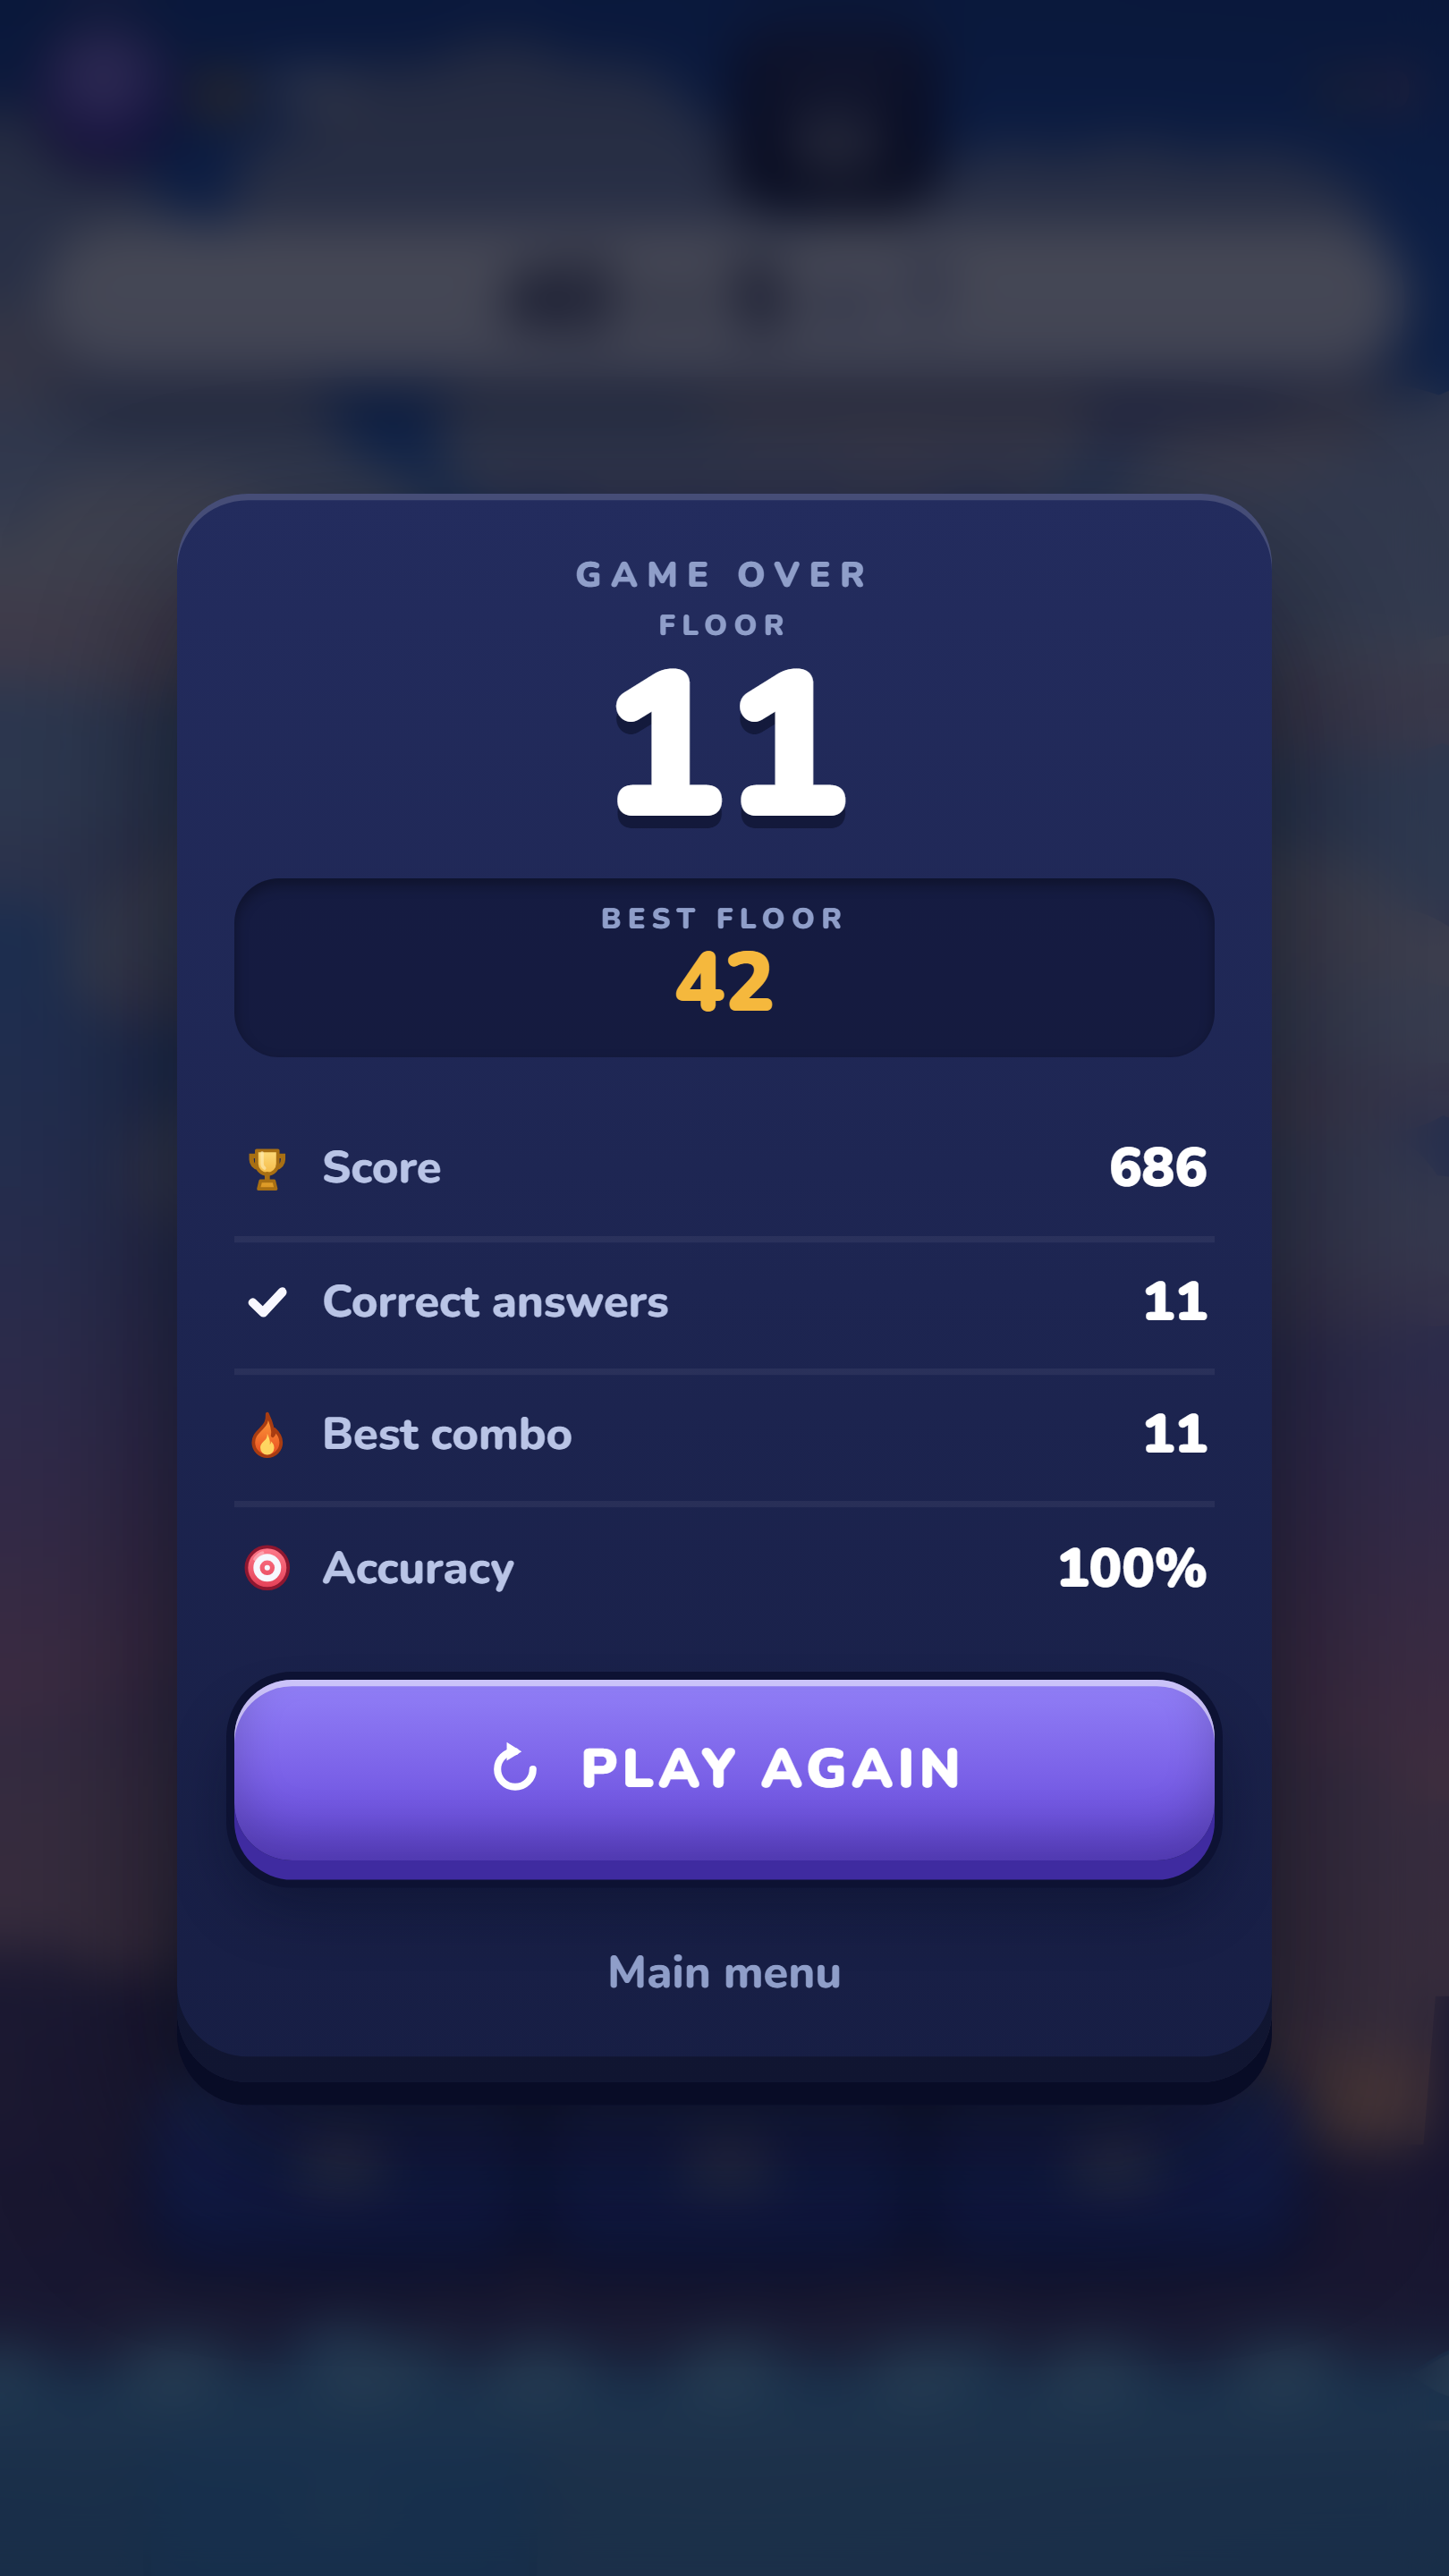 GAME OVER
FLOOR
11
BEST FLOOR
42
Score 686
Correct answers 11
Best combo 11
Accuracy 100%
PLAY AGAIN
Main menu